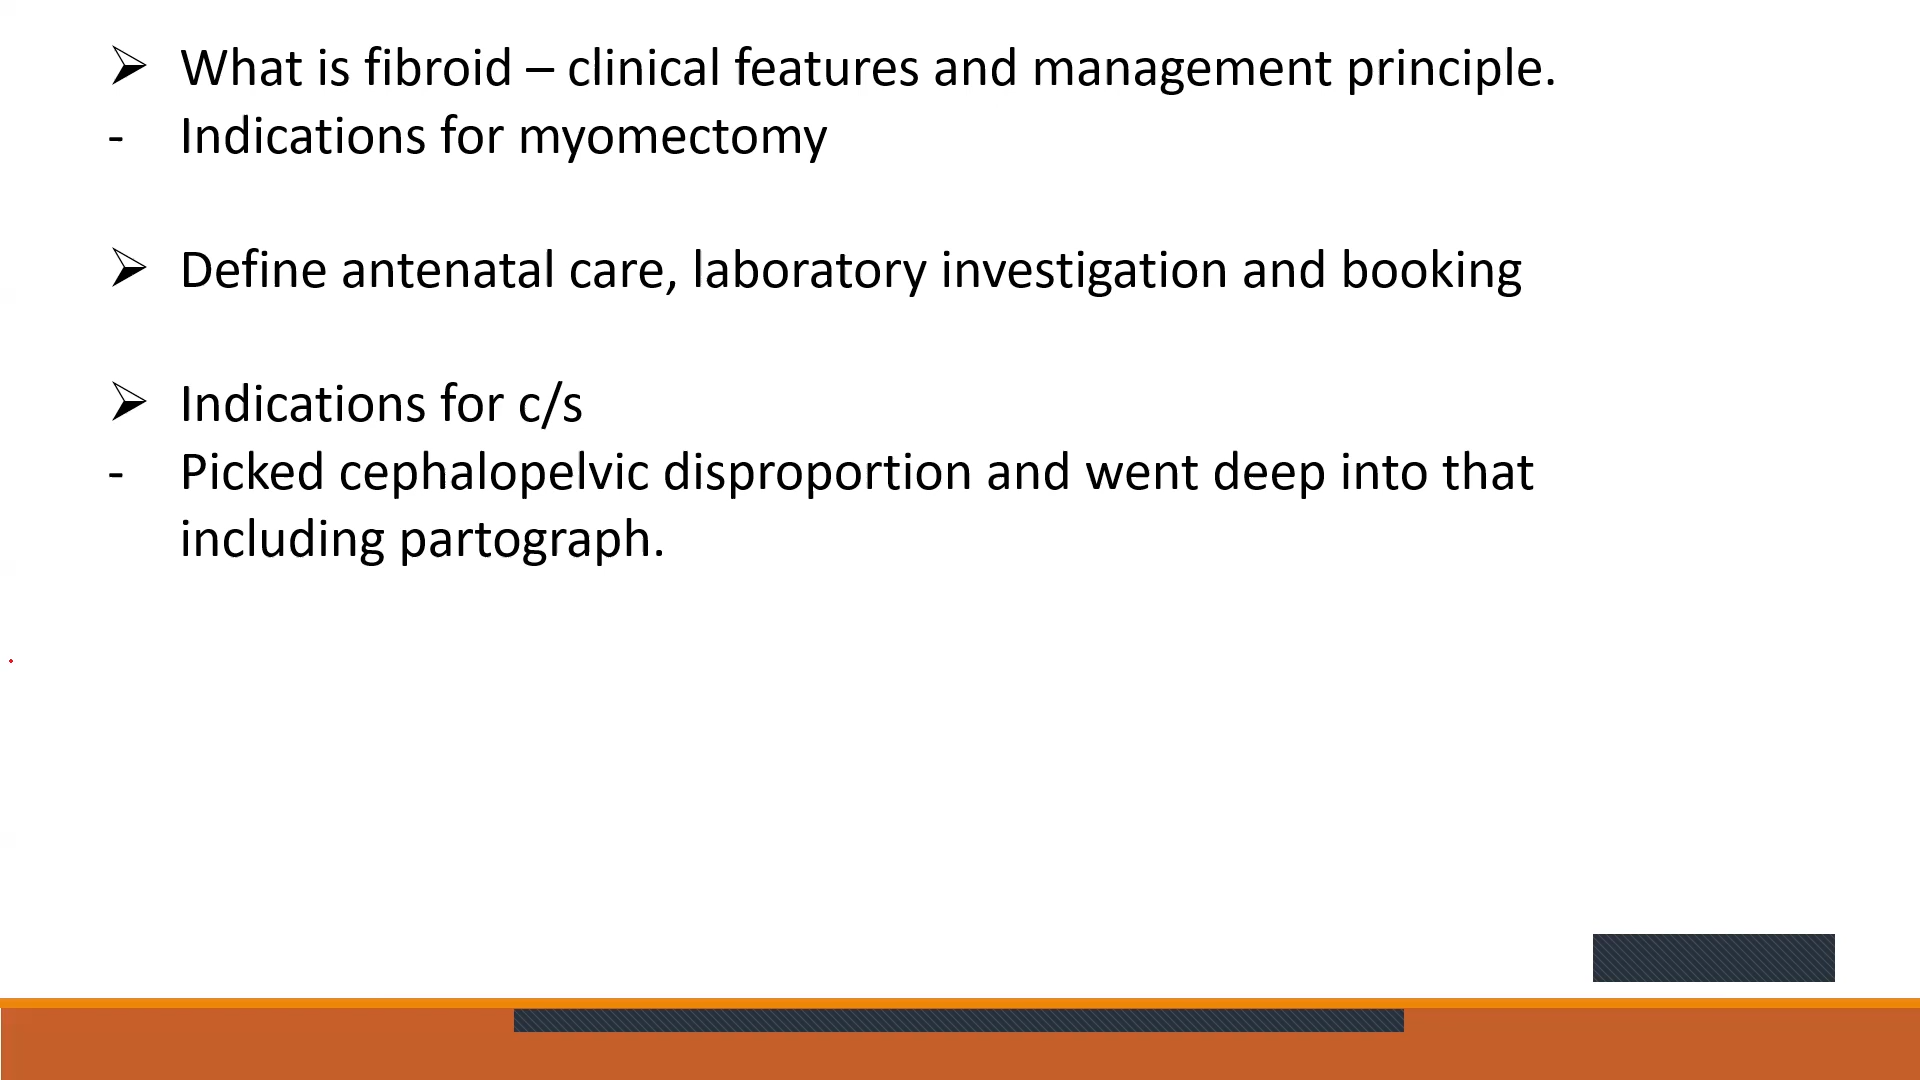 ➢ What is fibroid – clinical features and management principle.
- Indications for myomectomy
➢ Define antenatal care, laboratory investigation and booking
➢ Indications for c/s
- Picked cephalopelvic disproportion and went deep into that
including partograph.